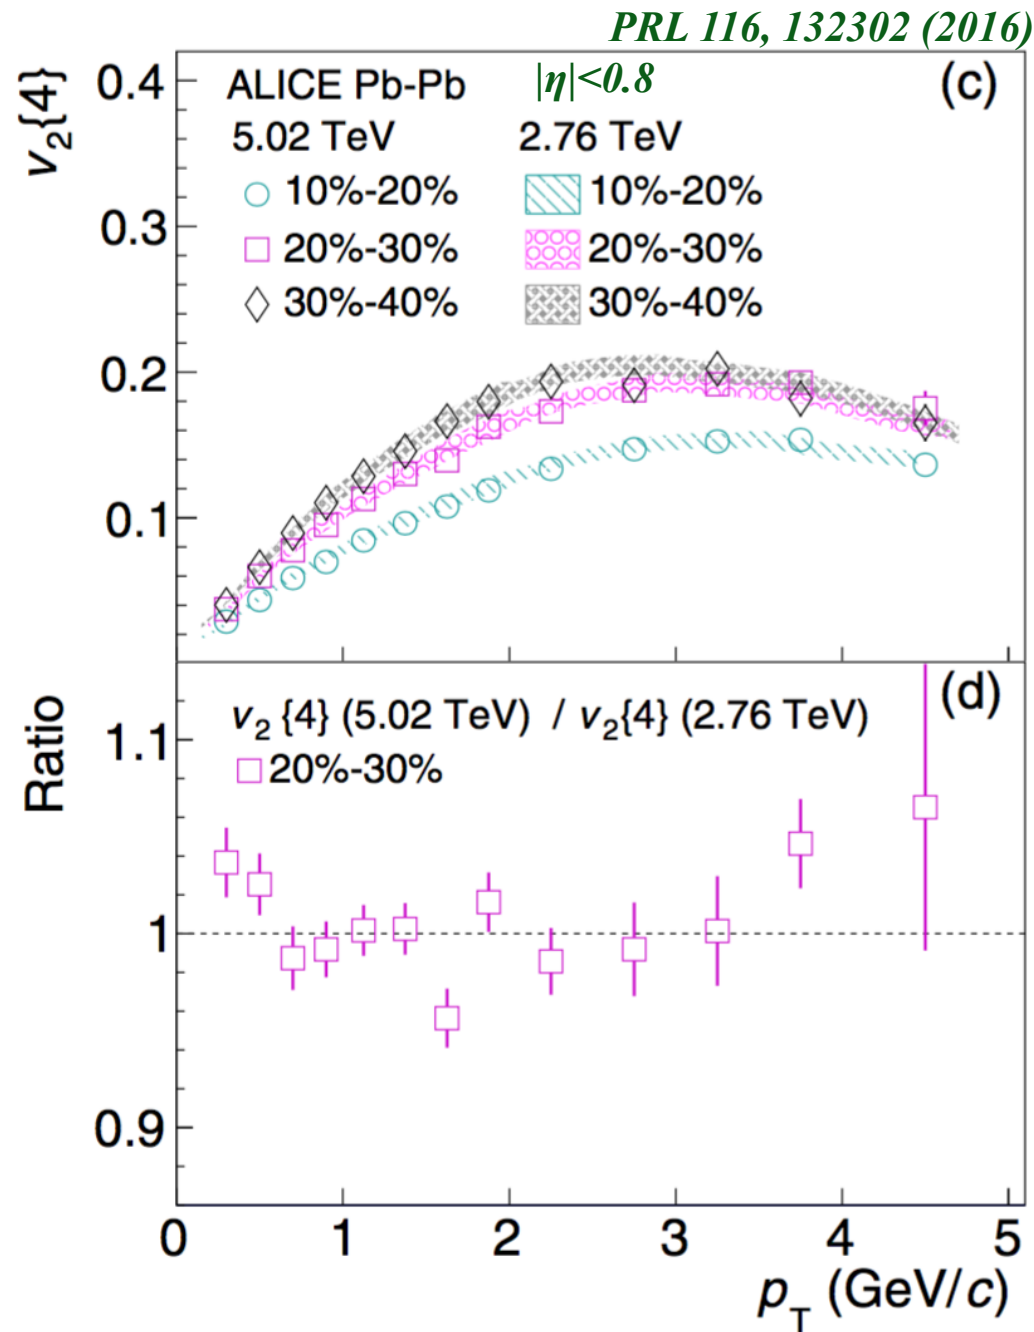 PRL 116, 132302 (2016)
|η|<0.8
(c)
v₂{4}
ALICE Pb-Pb
5.02 TeV 2.76 TeV
10%-20% 10%-20%
20%-30% 20%-30%
30%-40% 30%-40%
0.4
0.3
0.2
0.1
(d)
Ratio
v₂ {4} (5.02 TeV) / v₂{4} (2.76 TeV)
20%-30%
1.1
1
0.9
0 1 2 3 4 5
p_T (GeV/c)